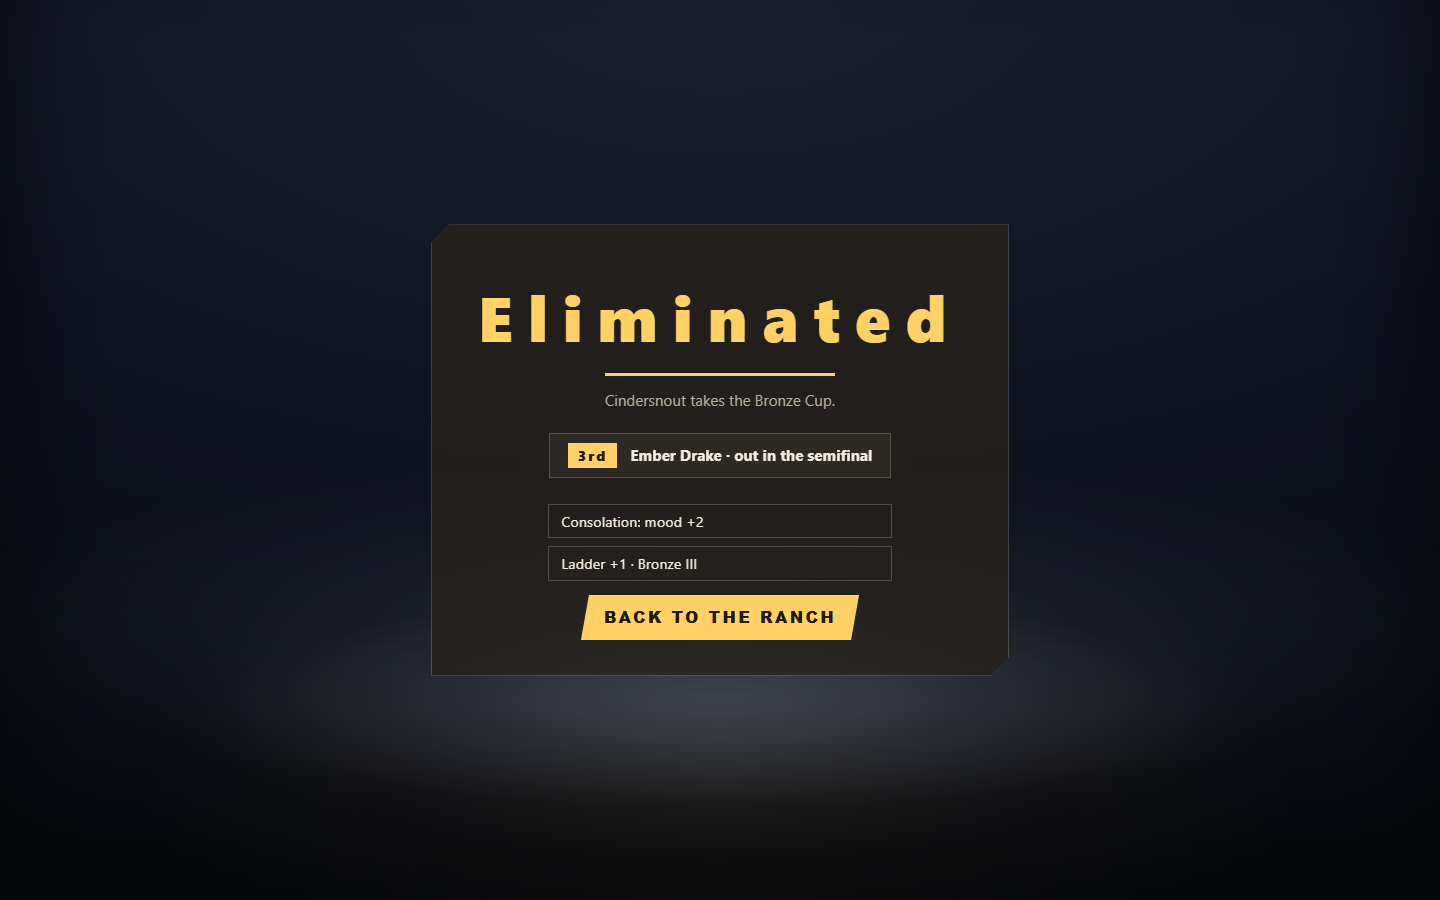 Eliminated
Cindersnout takes the Bronze Cup.
3rd Ember Drake · out in the semifinal
Consolation: mood +2
Ladder +1 · Bronze III
BACK TO THE RANCH